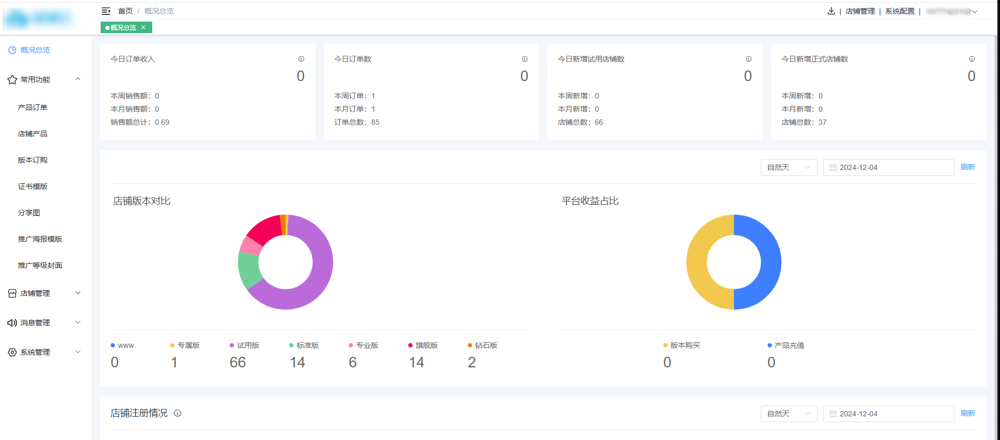 首页 / 概况总览
| 店铺管理 | 系统配置 |
概况总览 ×
概况总览
常用功能
产品订单
店铺产品
版本订购
证书模版
分享图
推广海报模版
推广等级封面
店铺管理
消息管理
系统管理
今日订单收入
0
本周销售额：0
本月销售额：0
销售额总计：0.69
今日订单数
0
本周订单：1
本月订单：1
订单总数：85
今日新增试用店铺数
0
本周新增：0
本月新增：0
店铺总数：66
今日新增正式店铺数
0
本周新增：0
本月新增：0
店铺总数：37
自然天 2024-12-04 刷新
店铺版本对比
www 专属版 试用版 标准版 专业版 旗舰版 钻石版
0 1 66 14 6 14 2
平台收益占比
版本购买 产品充值
0 0
店铺注册情况
自然天 2024-12-04 刷新